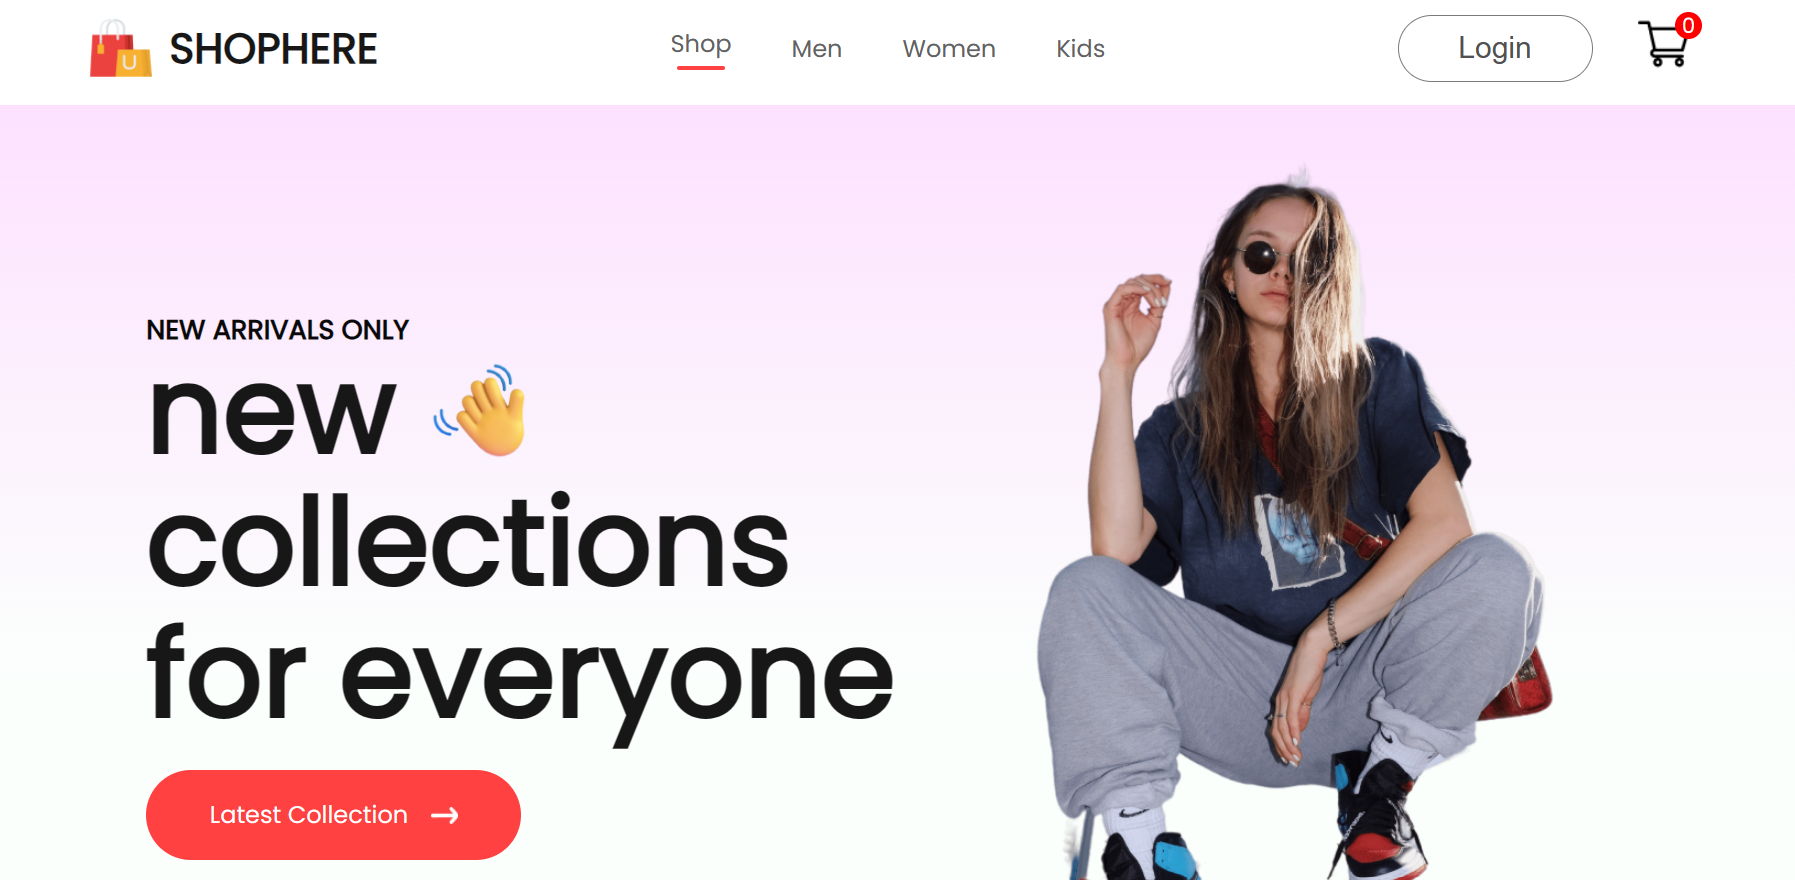 U
SHOPHERE
Shop
Men
Women
Kids
Login
0
NEW ARRIVALS ONLY
new
collections
for everyone
Latest Collection